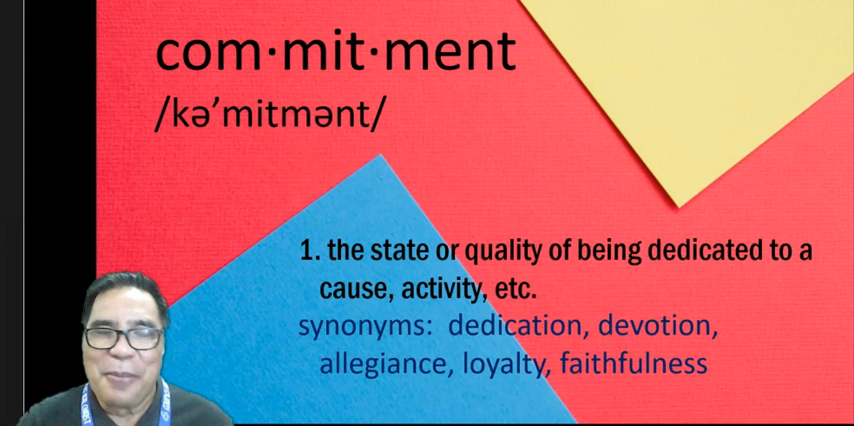 com·mit·ment
/kə’mitmənt/
1. the state or quality of being dedicated to a
cause, activity, etc.
synonyms: dedication, devotion,
allegiance, loyalty, faithfulness